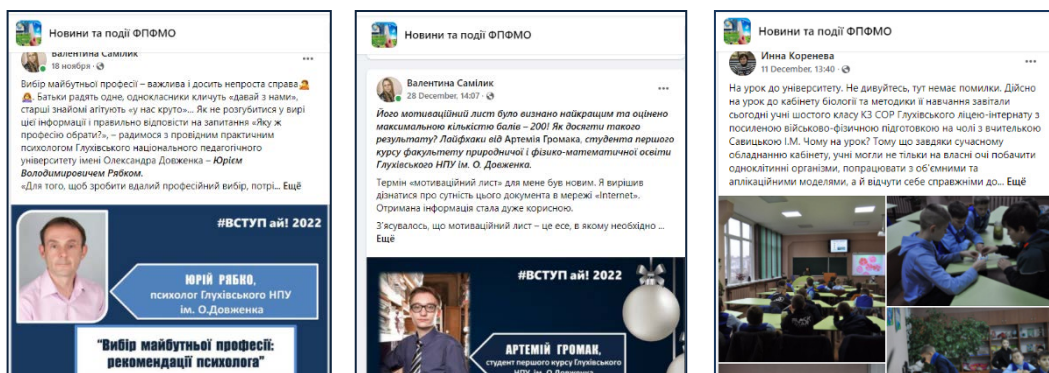 Новини та події ФПФМО
Валентина Самілик
18 ноября ·
Вибір майбутньої професії – важлива і досить непроста справа
Батьки радять одне, однокласники кличуть «давай з нами»,
старші знайомі агітують «у нас круто»... Як не розгубитися у вирі
цієї інформації і правильно відповісти на запитання «Яку ж
професію обрати?», – радимося з провідним практичним
психологом Глухівського національного педагогічного
університету імені Олександра Довженка – Юрієм
Володимировичем Рябком.
«Для того, щоб зробити вдалий професійний вибір, потрі... Ещё
#ВСТУП ай! 2022
ЮРІЙ РЯБКО,
психолог Глухівського НПУ
ім. О.Довженка
"Вибір майбутньої професії:
рекомендації психолога"
Новини та події ФПФМО
Валентина Самілик
28 December, 14:07 ·
Його мотиваційний лист було визнано найкращим та оцінено
максимальною кількістю балів – 200! Як досягти такого
результату? Лайфхаки від Артемія Громака, студента першого
курсу факультету природничої і фізико-математичної освіти
Глухівського НПУ ім. О. Довженка.
Термін «мотиваційний лист» для мене був новим. Я вирішив
дізнатися про сутність цього документа в мережі «Internet».
Отримана інформація стала дуже корисною.
З'ясувалось, що мотиваційний лист – це есе, в якому необхідно ...
Ещё
#ВСТУП ай! 2022
АРТЕМІЙ ГРОМАК,
студент першого курсу Глухівського
НПУ ім. О.Довженка
Новини та події ФПФМО
Инна Коренева
11 December, 13:40 ·
На урок до університету. Не дивуйтесь, тут немає помилки. Дійсно
на урок до кабінету біології та методики її навчання завітали
сьогодні учні шостого класу КЗ СОР Глухівського ліцею-інтернату з
посиленою військово-фізичною підготовкою на чолі з вчителькою
Савицькою І.М. Чому на урок? Тому що завдяки сучасному
обладнанню кабінету, учні могли не тільки на власні очі побачити
одноклітинні організми, попрацювати з об'ємними та
аплікаційними моделями, а й відчути себе справжніми до... Ещё